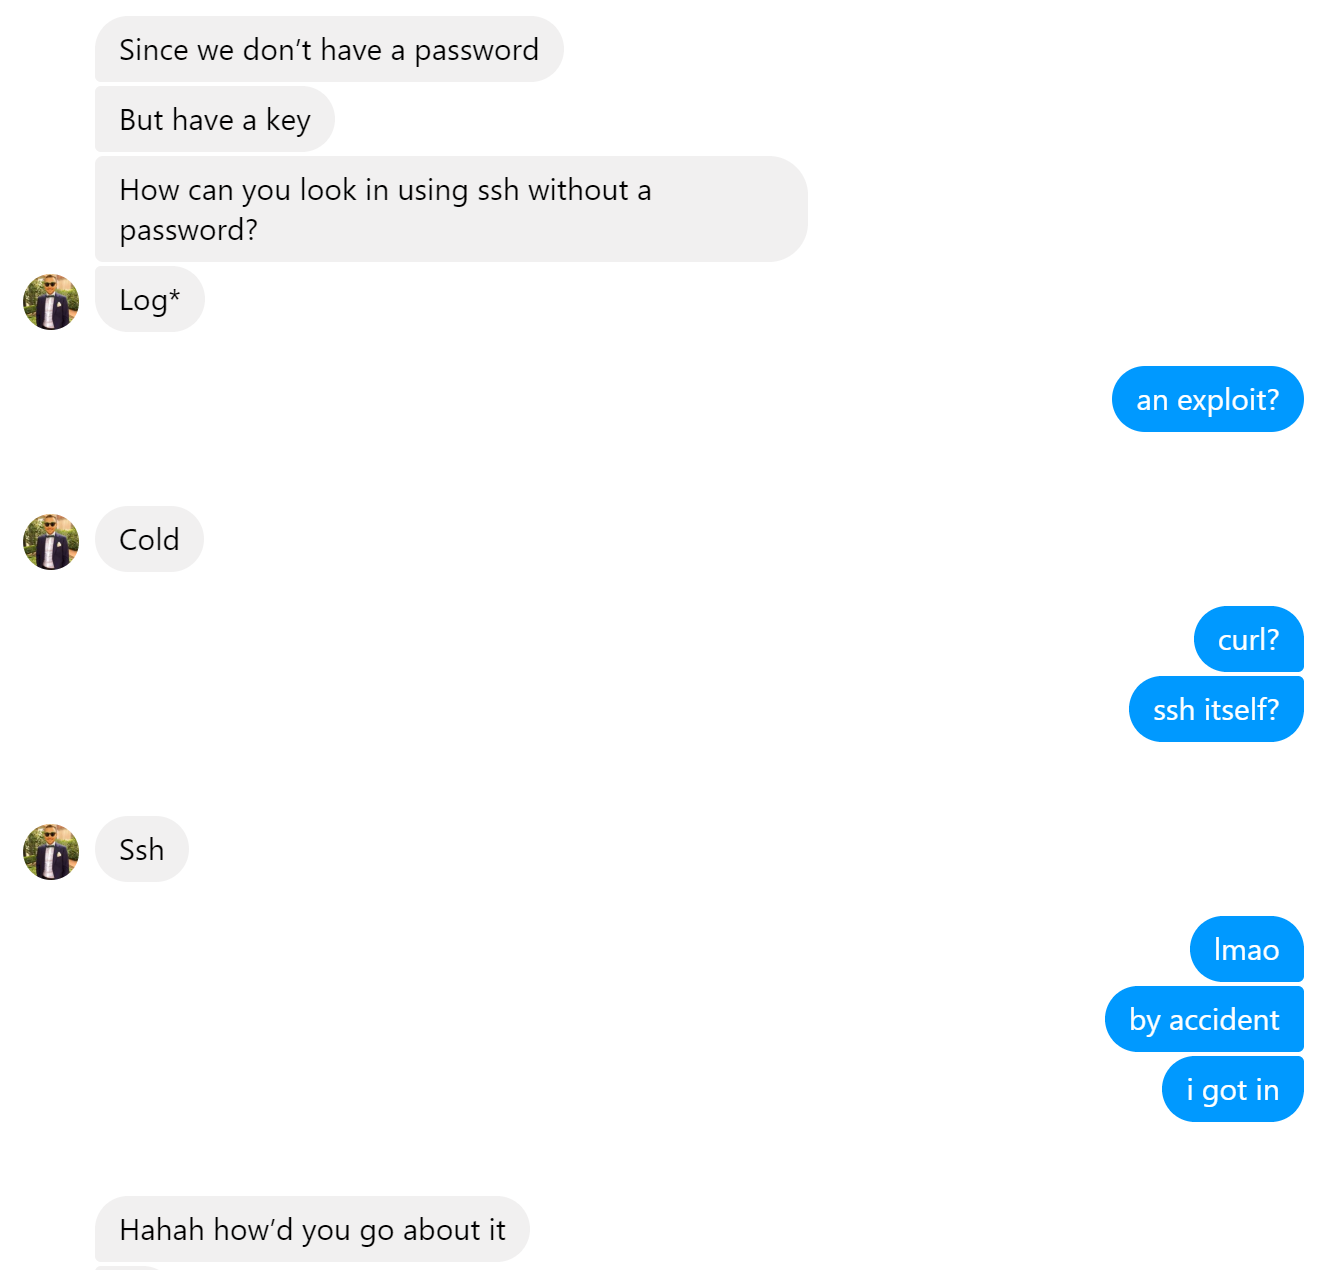 Since we don’t have a password
But have a key
How can you look in using ssh without a
password?
Log*
an exploit?
Cold
curl?
ssh itself?
Ssh
lmao
by accident
i got in
Hahah how’d you go about it